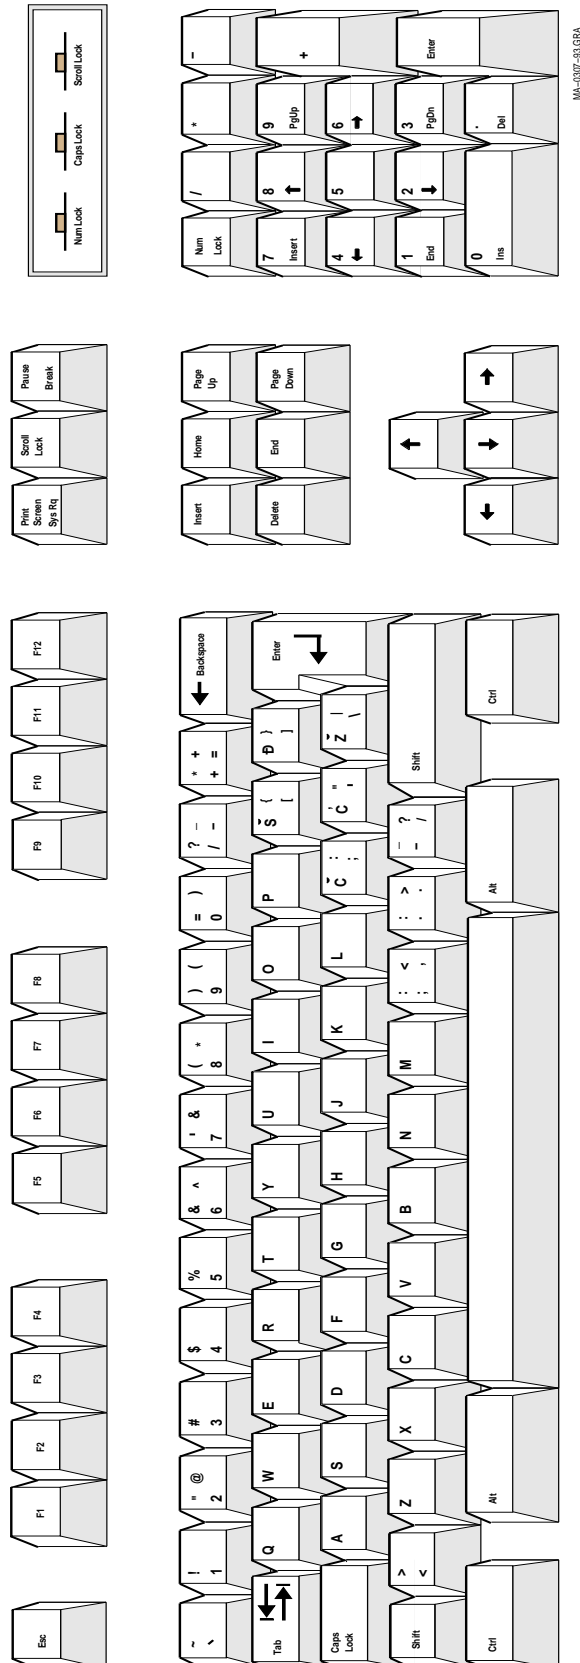 Esc
F1
F2
F3
F4
F5
F6
F7
F8
F9
F10
F11
F12
Print Screen Sys Rq
Scroll Lock
Pause Break
Num Lock
Caps Lock
Scroll Lock
~ `
! 1
" @ 2
# 3
$ 4
% 5
& ^ 6
' & 7
( * 8
) ( 9
= ) 0
? _ / -
* + + =
Backspace
Insert
Home
Page Up
Num Lock
/
*
-
Tab
Q
W
E
R
T
Y
U
I
O
P
Š { [
Đ } ]
Enter
Delete
End
Page Down
7 Insert
8
9 PgUp
+
Caps Lock
A
S
D
F
G
H
J
K
L
Č : ;
Ć " '
Ž | \
4
5
6
Shift
> <
Z
X
C
V
B
N
M
; < : ,
: > . .
_ ? - /
Shift
1 End
2
3 PgDn
Enter
Ctrl
Alt
Alt
Ctrl
0 Ins
. Del
MA-0307-93.GRA